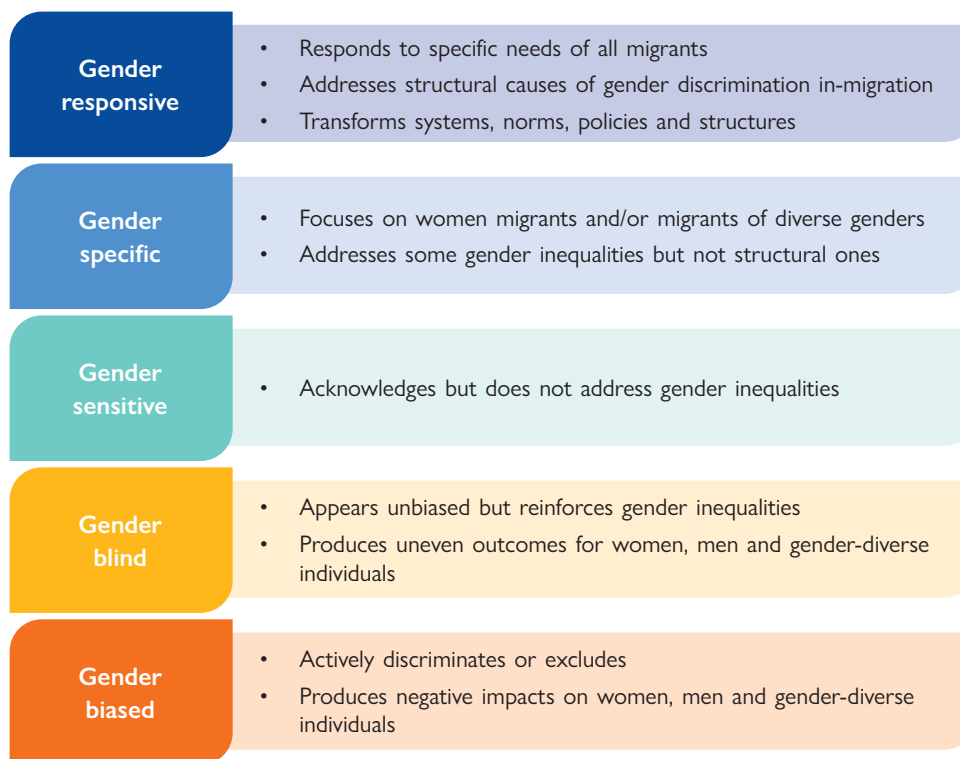 Gender
responsive
• Responds to specific needs of all migrants
• Addresses structural causes of gender discrimination in-migration
• Transforms systems, norms, policies and structures
Gender
specific
• Focuses on women migrants and/or migrants of diverse genders
• Addresses some gender inequalities but not structural ones
Gender
sensitive
• Acknowledges but does not address gender inequalities
Gender
blind
• Appears unbiased but reinforces gender inequalities
• Produces uneven outcomes for women, men and gender-diverse
individuals
Gender
biased
• Actively discriminates or excludes
• Produces negative impacts on women, men and gender-diverse
individuals